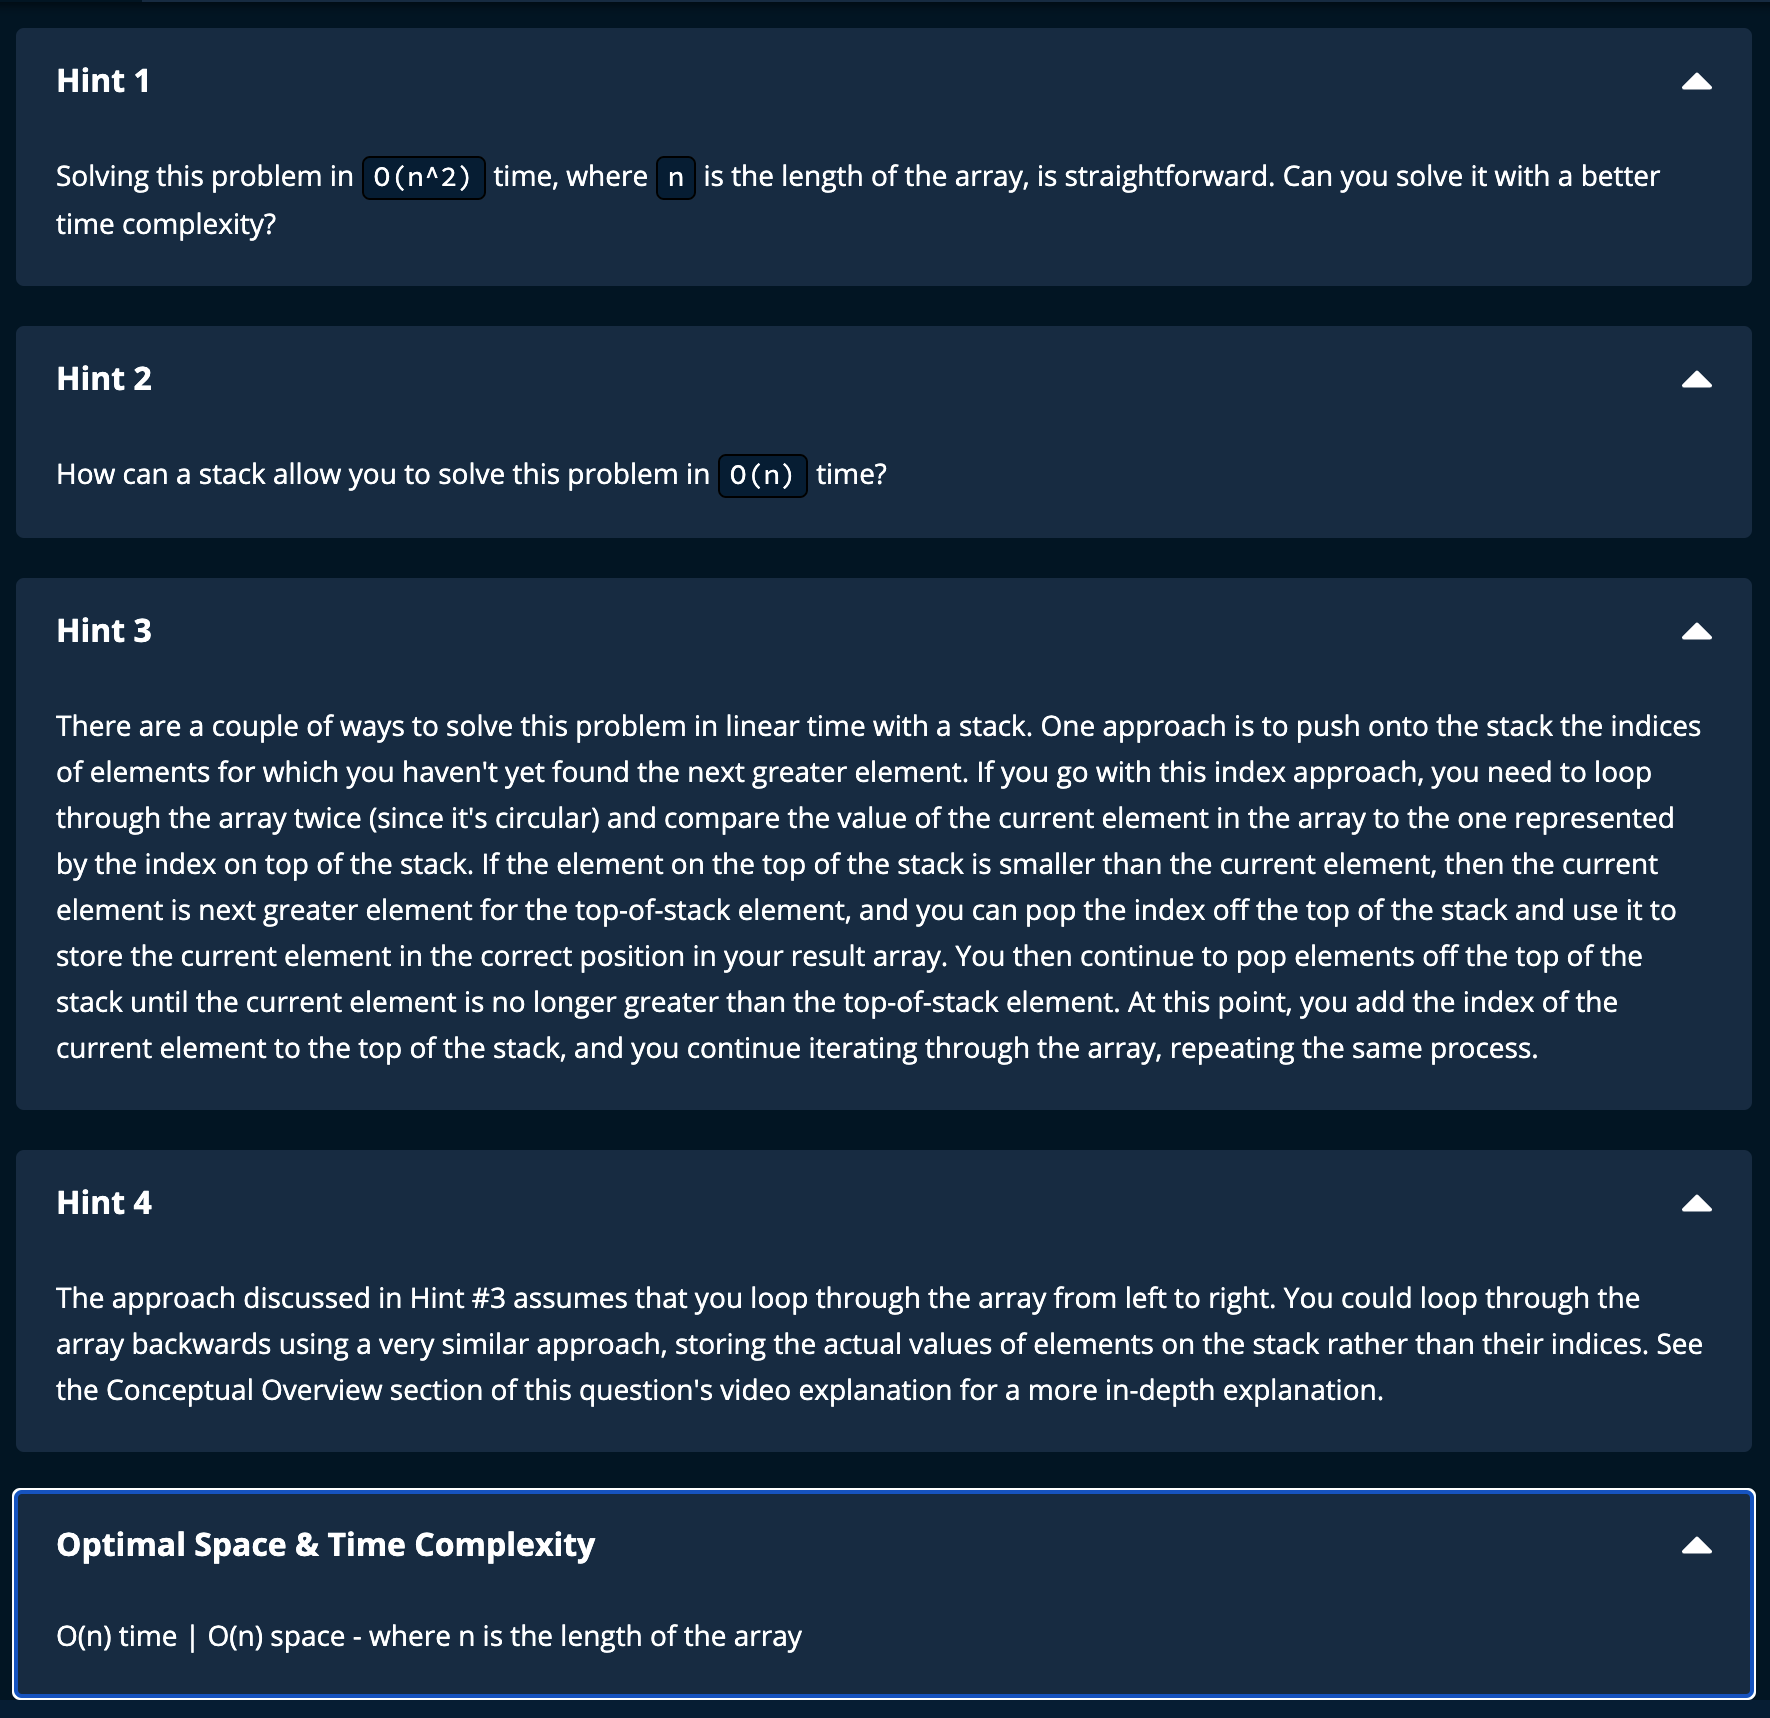 Hint 1
Solving this problem in O(n^2) time, where n is the length of the array, is straightforward. Can you solve it with a better
time complexity?
Hint 2
How can a stack allow you to solve this problem in O(n) time?
Hint 3
There are a couple of ways to solve this problem in linear time with a stack. One approach is to push onto the stack the indices
of elements for which you haven't yet found the next greater element. If you go with this index approach, you need to loop
through the array twice (since it's circular) and compare the value of the current element in the array to the one represented
by the index on top of the stack. If the element on the top of the stack is smaller than the current element, then the current
element is next greater element for the top-of-stack element, and you can pop the index off the top of the stack and use it to
store the current element in the correct position in your result array. You then continue to pop elements off the top of the
stack until the current element is no longer greater than the top-of-stack element. At this point, you add the index of the
current element to the top of the stack, and you continue iterating through the array, repeating the same process.
Hint 4
The approach discussed in Hint #3 assumes that you loop through the array from left to right. You could loop through the
array backwards using a very similar approach, storing the actual values of elements on the stack rather than their indices. See
the Conceptual Overview section of this question's video explanation for a more in-depth explanation.
Optimal Space & Time Complexity
O(n) time | O(n) space - where n is the length of the array